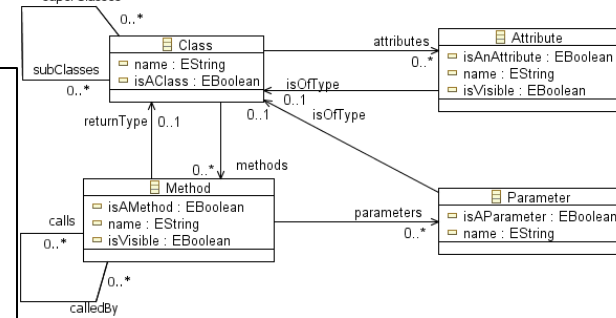 0..*
Class
name : EString
isAClass : EBoolean
subClasses
0..*
attributes
0..*
Attribute
isAnAttribute : EBoolean
name : EString
isVisible : EBoolean
isOfType
0..1
0..1
isOfType
returnType
0..1
0..*
methods
Method
isAMethod : EBoolean
name : EString
isVisible : EBoolean
calls
0..*
0..*
calledBy
parameters
0..*
Parameter
isAParameter : EBoolean
name : EString